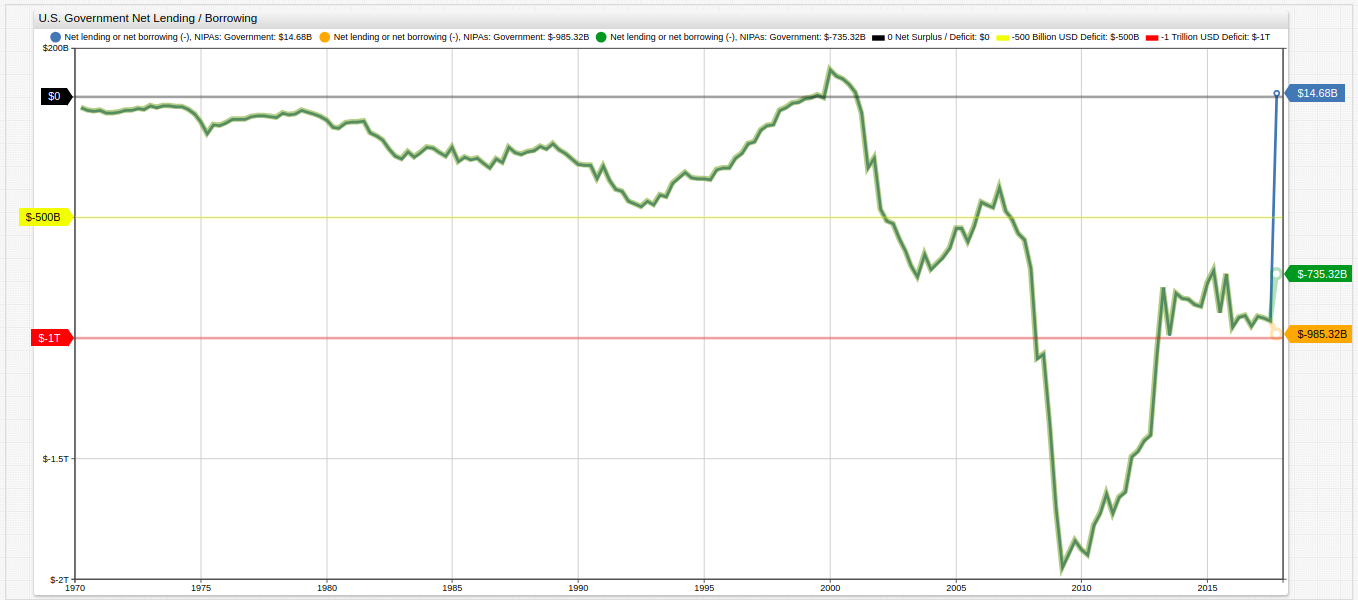 U.S. Government Net Lending / Borrowing
Net lending or net borrowing (-), NIPAs: Government: $14.68B Net lending or net borrowing (-), NIPAs: Government: $-985.32B Net lending or net borrowing (-), NIPAs: Government: $-735.32B 0 Net Surplus / Deficit: $0 -500 Billion USD Deficit: $-500B -1 Trillion USD Deficit: $-1T
$200B
$0
$14.68B
$-500B
$-735.32B
$-985.32B
$-1T
$-1.5T
$-2T
1970 1975 1980 1985 1990 1995 2000 2005 2010 2015